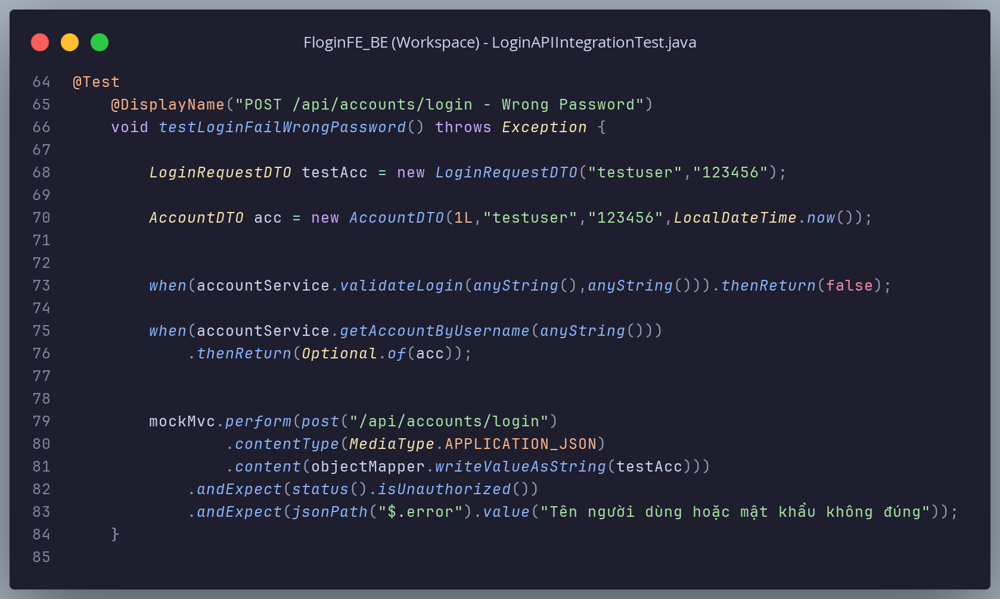 FloginFE_BE (Workspace) - LoginAPIIntegrationTest.java
64 @Test
65 @DisplayName("POST /api/accounts/login - Wrong Password")
66 void testLoginFailWrongPassword() throws Exception {
67
68 LoginRequestDTO testAcc = new LoginRequestDTO("testuser","123456");
69
70 AccountDTO acc = new AccountDTO(1L,"testuser","123456",LocalDateTime.now());
71
72
73 when(accountService.validateLogin(anyString(),anyString())).thenReturn(false);
74
75 when(accountService.getAccountByUsername(anyString()))
76 .thenReturn(Optional.of(acc));
77
78
79 mockMvc.perform(post("/api/accounts/login")
80 .contentType(MediaType.APPLICATION_JSON)
81 .content(objectMapper.writeValueAsString(testAcc)))
82 .andExpect(status().isUnauthorized())
83 .andExpect(jsonPath("$.error").value("Tên người dùng hoặc mật khẩu không đúng"));
84 }
85